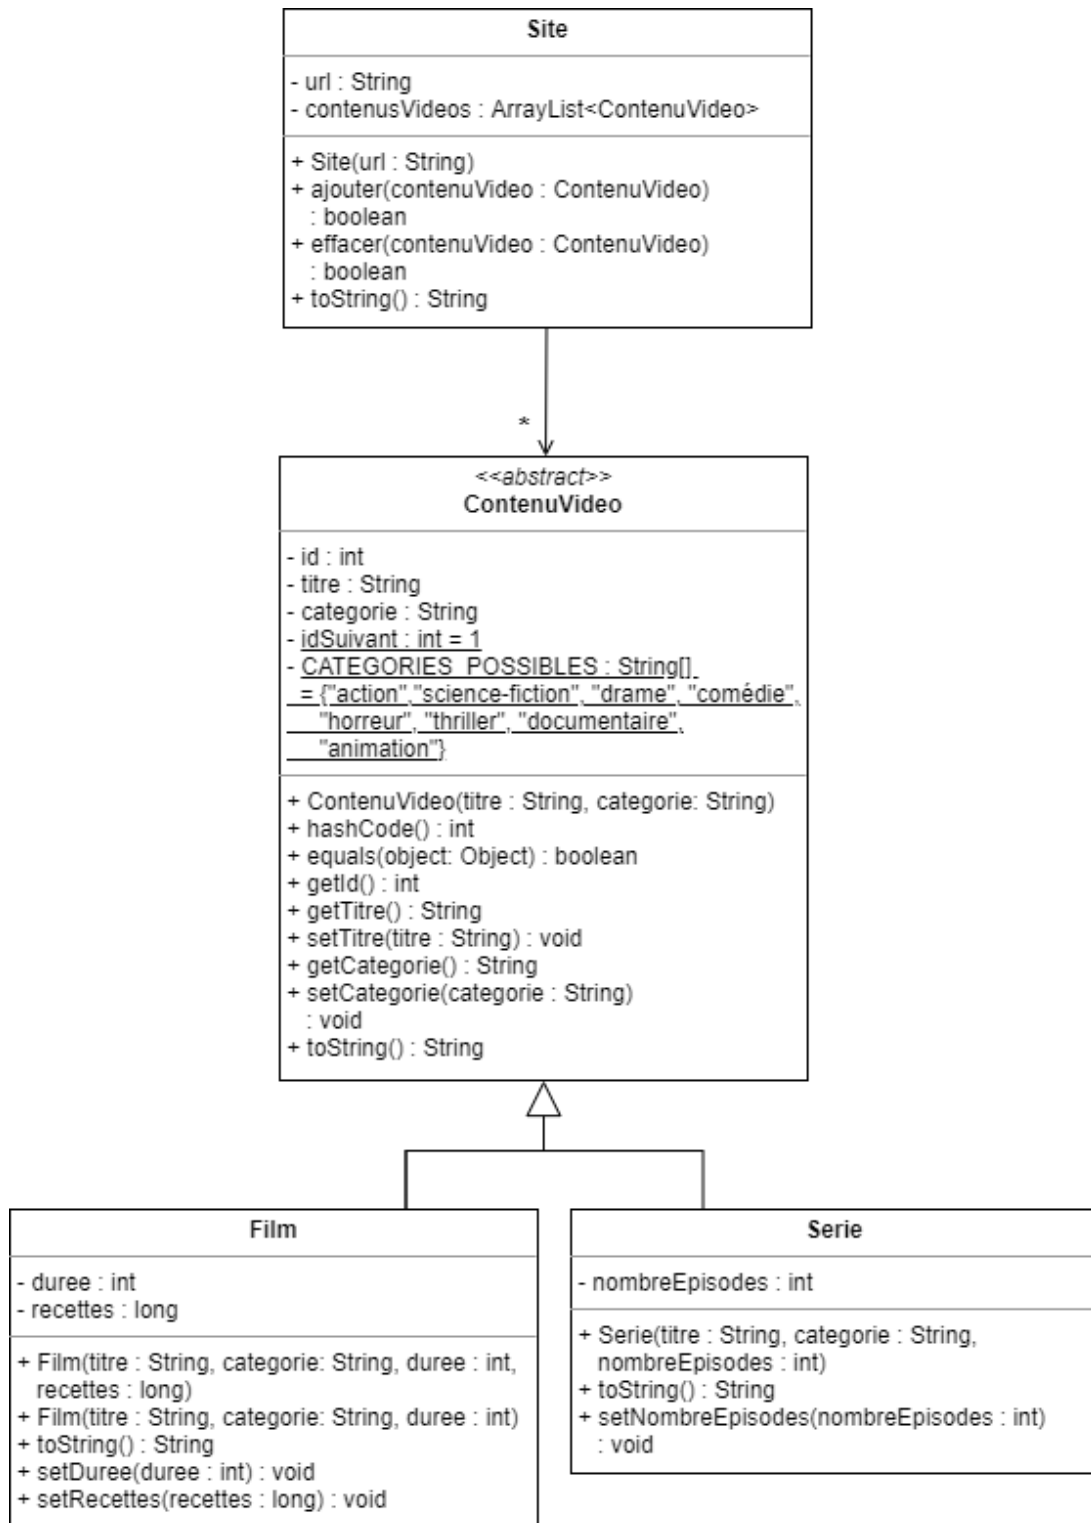 Site
- url : String
- contenusVideos : ArrayList<ContenuVideo>
+ Site(url : String)
+ ajouter(contenuVideo : ContenuVideo)
: boolean
+ effacer(contenuVideo : ContenuVideo)
: boolean
+ toString() : String
*
<<abstract>>
ContenuVideo
- id : int
- titre : String
- categorie : String
- idSuivant : int = 1
- CATEGORIES_POSSIBLES : String[]
= {"action","science-fiction", "drame", "comédie",
"horreur", "thriller", "documentaire",
"animation"}
+ ContenuVideo(titre : String, categorie: String)
+ hashCode() : int
+ equals(object: Object) : boolean
+ getId() : int
+ getTitre() : String
+ setTitre(titre : String) : void
+ getCategorie() : String
+ setCategorie(categorie : String)
: void
+ toString() : String
Film
- duree : int
- recettes : long
+ Film(titre : String, categorie: String, duree : int,
recettes : long)
+ Film(titre : String, categorie: String, duree : int)
+ toString() : String
+ setDuree(duree : int) : void
+ setRecettes(recettes : long) : void
Serie
- nombreEpisodes : int
+ Serie(titre : String, categorie : String,
nombreEpisodes : int)
+ toString() : String
+ setNombreEpisodes(nombreEpisodes : int)
: void